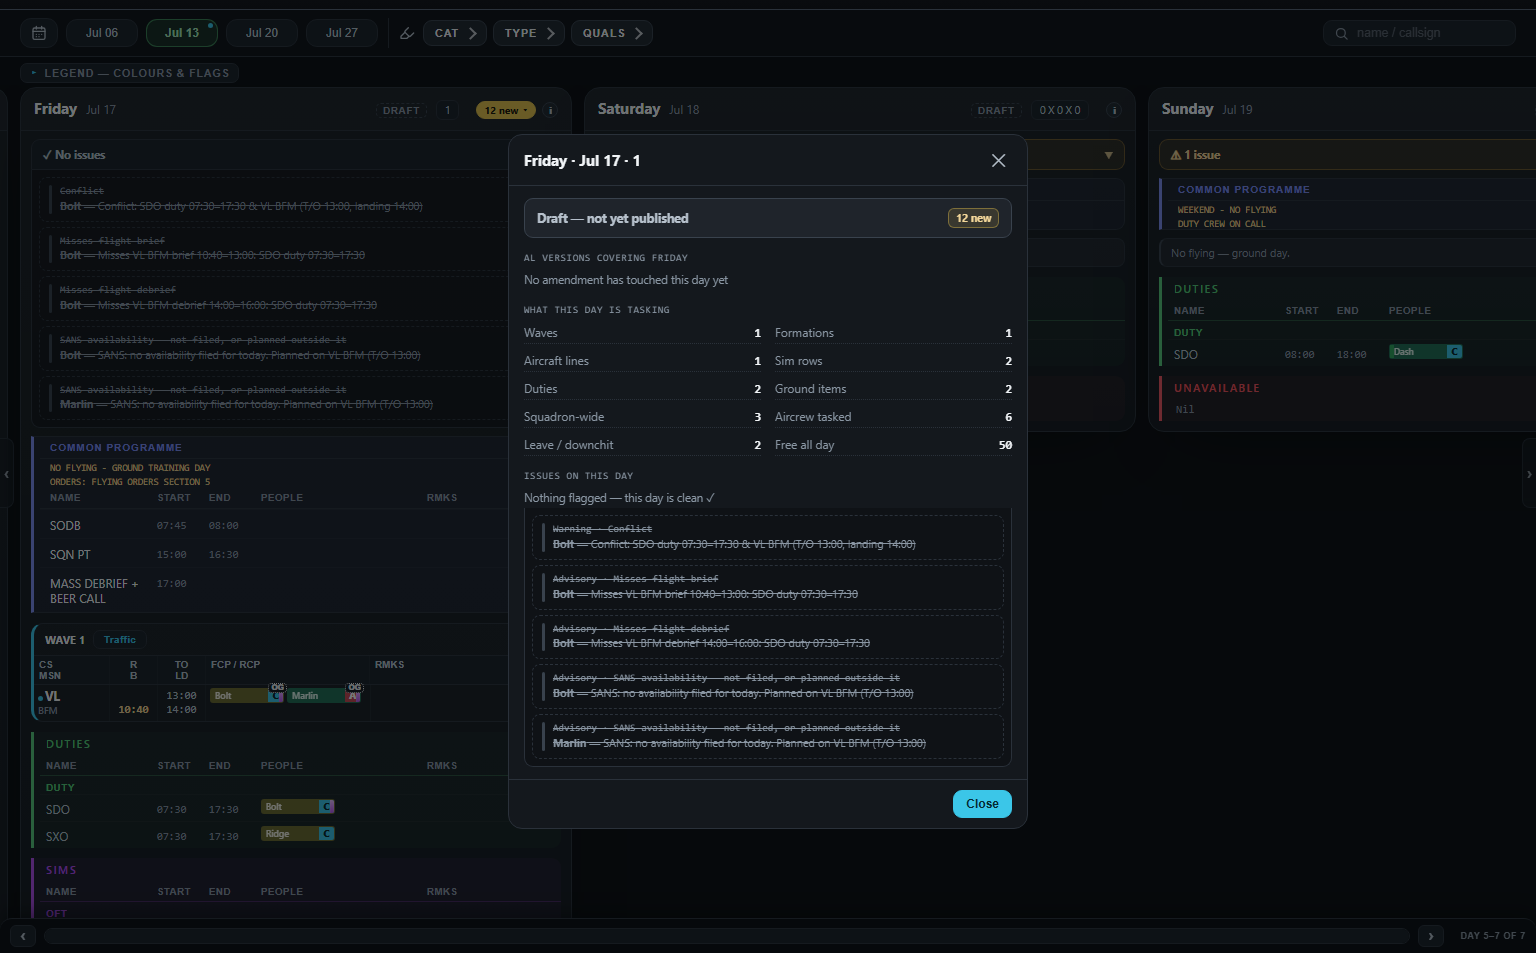 Jul 06
Jul 13
Jul 20
Jul 27
CAT
TYPE
QUALS
name / callsign
LEGEND — COLOURS & FLAGS
Friday Jul 17
DRAFT
1
12 new
i
Saturday Jul 18
DRAFT
0X0X0
i
Sunday Jul 19
✓ No issues
Conflict
Bolt — Conflict: SDO duty 07:30–17:30 & VL BFM (T/O 13:00, landing 14:00)
Misses flight brief
Bolt — Misses VL BFM brief 10:40–13:00: SDO duty 07:30–17:30
Misses flight debrief
Bolt — Misses VL BFM debrief 14:00–16:00: SDO duty 07:30–17:30
SANS availability — not filed, or planned outside it
Bolt — SANS: no availability filed for today. Planned on VL BFM (T/O 13:00)
SANS availability — not filed, or planned outside it
Marlin — SANS: no availability filed for today. Planned on VL BFM (T/O 13:00)
COMMON PROGRAMME
NO FLYING - GROUND TRAINING DAY
ORDERS: FLYING ORDERS SECTION 5
NAME START END PEOPLE RMKS
SODB 07:45 08:00
SQN PT 15:00 16:30
MASS DEBRIEF + 17:00
BEER CALL
WAVE 1 Traffic
CS R TO FCP / RCP RMKS
MSN B LD
VL 13:00 Bolt C OG Marlin A OG
BFM 10:40 14:00
DUTIES
NAME START END PEOPLE RMKS
DUTY
SDO 07:30 17:30 Bolt C
SXO 07:30 17:30 Ridge C
SIMS
NAME START END PEOPLE RMKS
OFT
Friday · Jul 17 · 1
Draft — not yet published
12 new
AL VERSIONS COVERING FRIDAY
No amendment has touched this day yet
WHAT THIS DAY IS TASKING
Waves 1 Formations 1
Aircraft lines 1 Sim rows 2
Duties 2 Ground items 2
Squadron-wide 3 Aircrew tasked 6
Leave / downchit 2 Free all day 50
ISSUES ON THIS DAY
Nothing flagged — this day is clean ✓
Warning · Conflict
Bolt — Conflict: SDO duty 07:30–17:30 & VL BFM (T/O 13:00, landing 14:00)
Advisory · Misses flight brief
Bolt — Misses VL BFM brief 10:40–13:00: SDO duty 07:30–17:30
Advisory · Misses flight debrief
Bolt — Misses VL BFM debrief 14:00–16:00: SDO duty 07:30–17:30
Advisory · SANS availability — not filed, or planned outside it
Bolt — SANS: no availability filed for today. Planned on VL BFM (T/O 13:00)
Advisory · SANS availability — not filed, or planned outside it
Marlin — SANS: no availability filed for today. Planned on VL BFM (T/O 13:00)
Close
⚠ 1 issue
COMMON PROGRAMME
WEEKEND - NO FLYING
DUTY CREW ON CALL
No flying — ground day.
DUTIES
NAME START END PEOPLE
DUTY
SDO 08:00 18:00 Dash C
UNAVAILABLE
Nil
DAY 5–7 OF 7